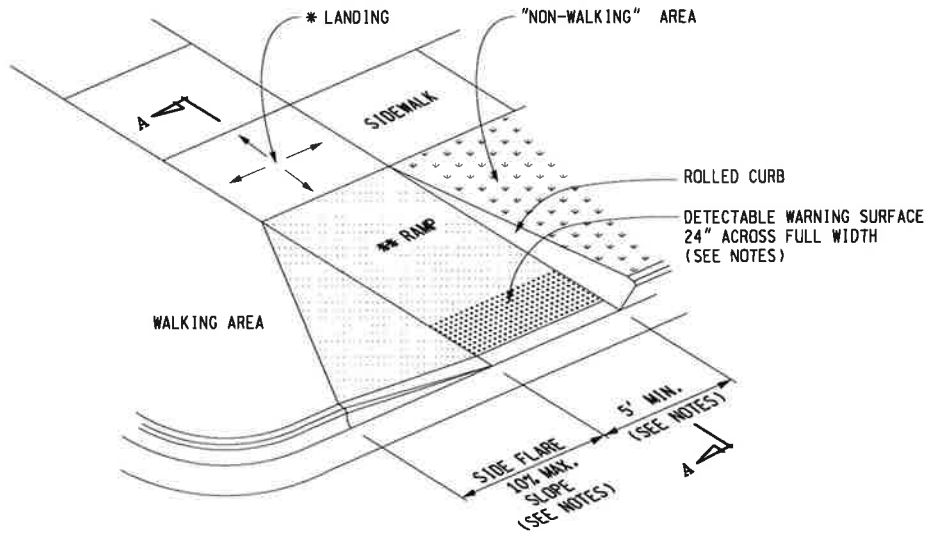 * LANDING
"NON-WALKING" AREA
A
SIDEWALK
ROLLED CURB
** RAMP
DETECTABLE WARNING SURFACE
24" ACROSS FULL WIDTH
(SEE NOTES)
WALKING AREA
5' MIN.
(SEE NOTES)
SIDE FLARE
10% MAX.
SLOPE
(SEE NOTES)
A